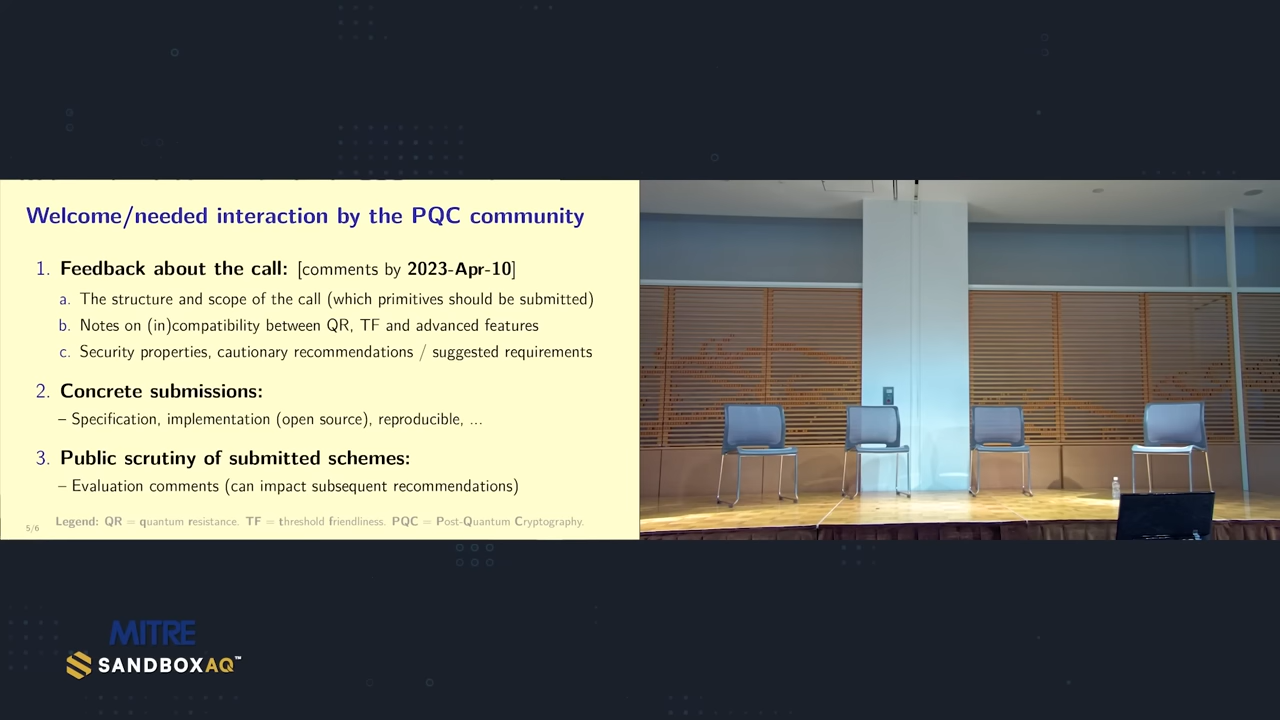 Welcome/needed interaction by the PQC community
1. Feedback about the call: [comments by 2023-Apr-10]
a. The structure and scope of the call (which primitives should be submitted)
b. Notes on (in)compatibility between QR, TF and advanced features
c. Security properties, cautionary recommendations / suggested requirements
2. Concrete submissions:
– Specification, implementation (open source), reproducible, ...
3. Public scrutiny of submitted schemes:
– Evaluation comments (can impact subsequent recommendations)
Legend: QR = quantum resistance. TF = threshold friendliness. PQC = Post-Quantum Cryptography.
5/6
MITRE
SANDBOXAQ™